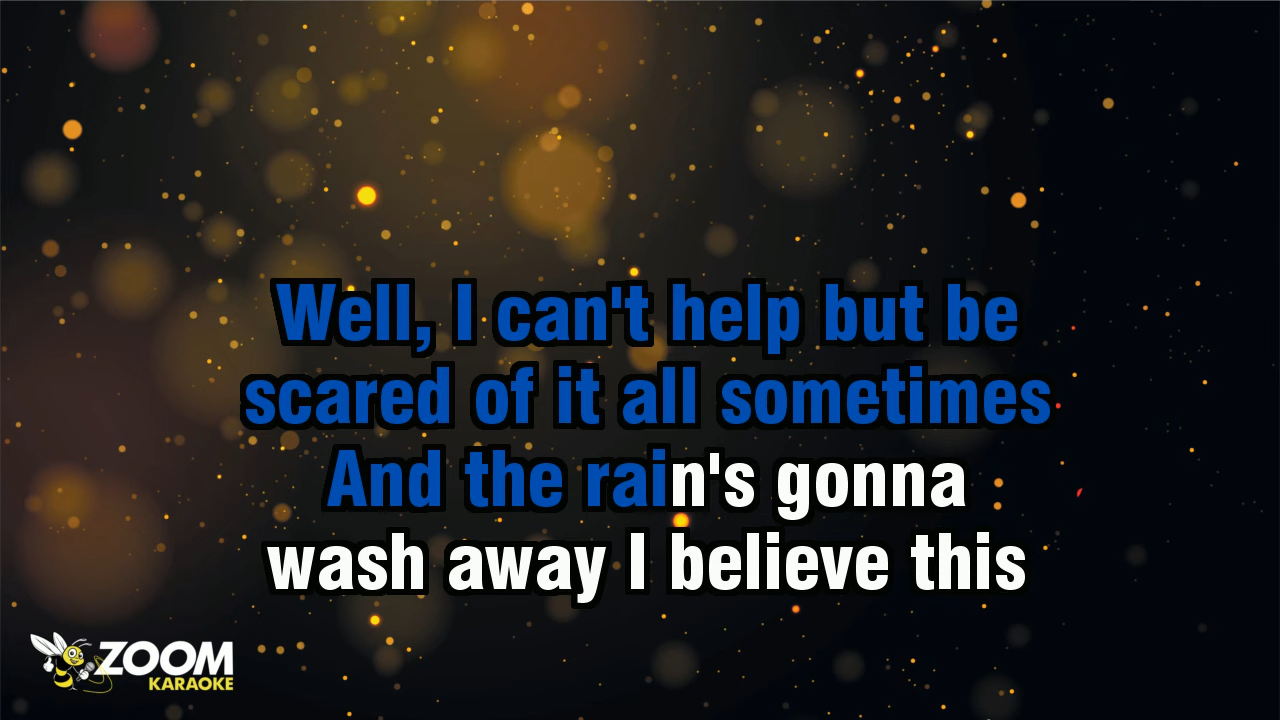 Well, I can't help but be
scared of it all sometimes
And the rain's gonna
wash away I believe this
ZOOM
KARAOKE